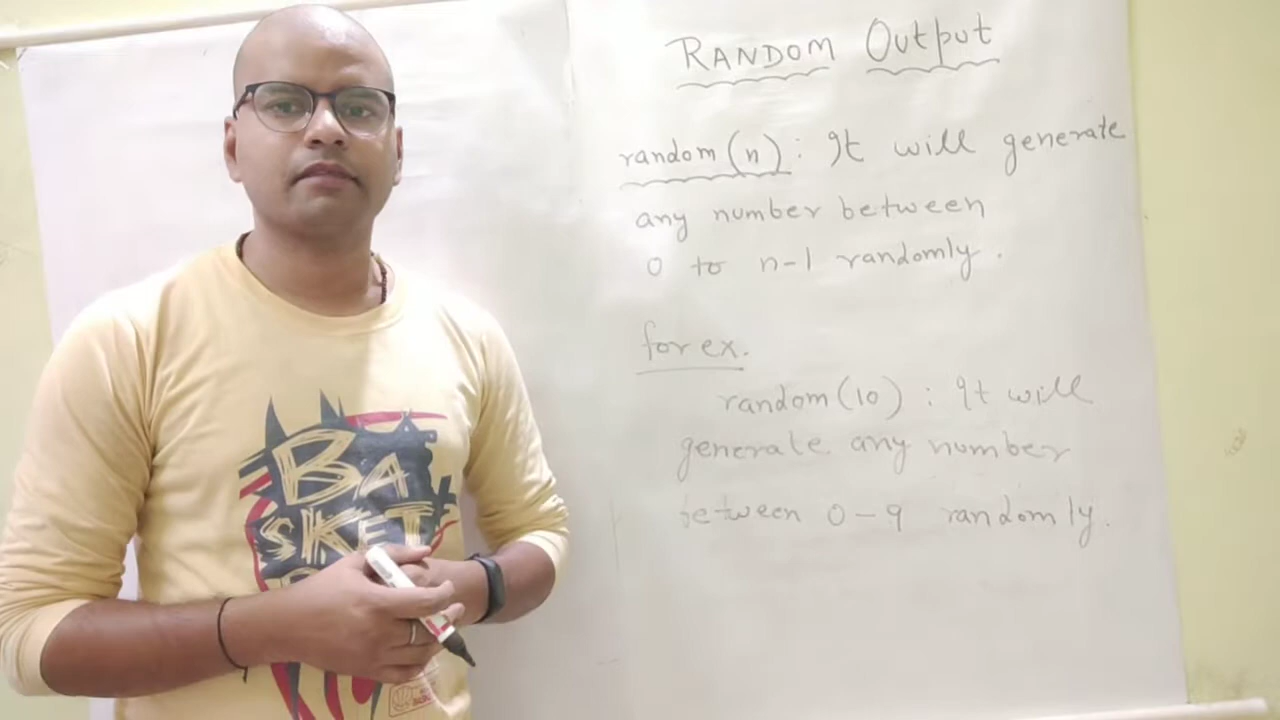 RANDOM Output
random(n): It will generate
any number between
0 to n-1 randomly.
for ex.
random(10): It will
generate any number
between 0-9 randomly.
BA
SKET